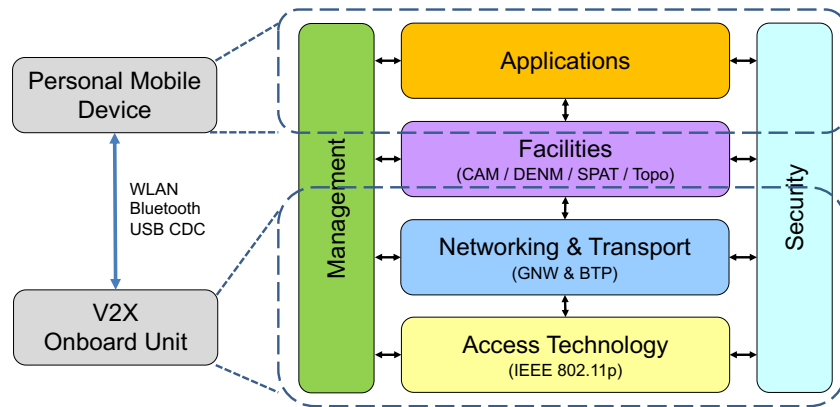 Personal Mobile
Device
WLAN
Bluetooth
USB CDC
V2X
Onboard Unit
Management
Applications
Facilities
(CAM / DENM / SPAT / Topo)
Networking & Transport
(GNW & BTP)
Access Technology
(IEEE 802.11p)
Security